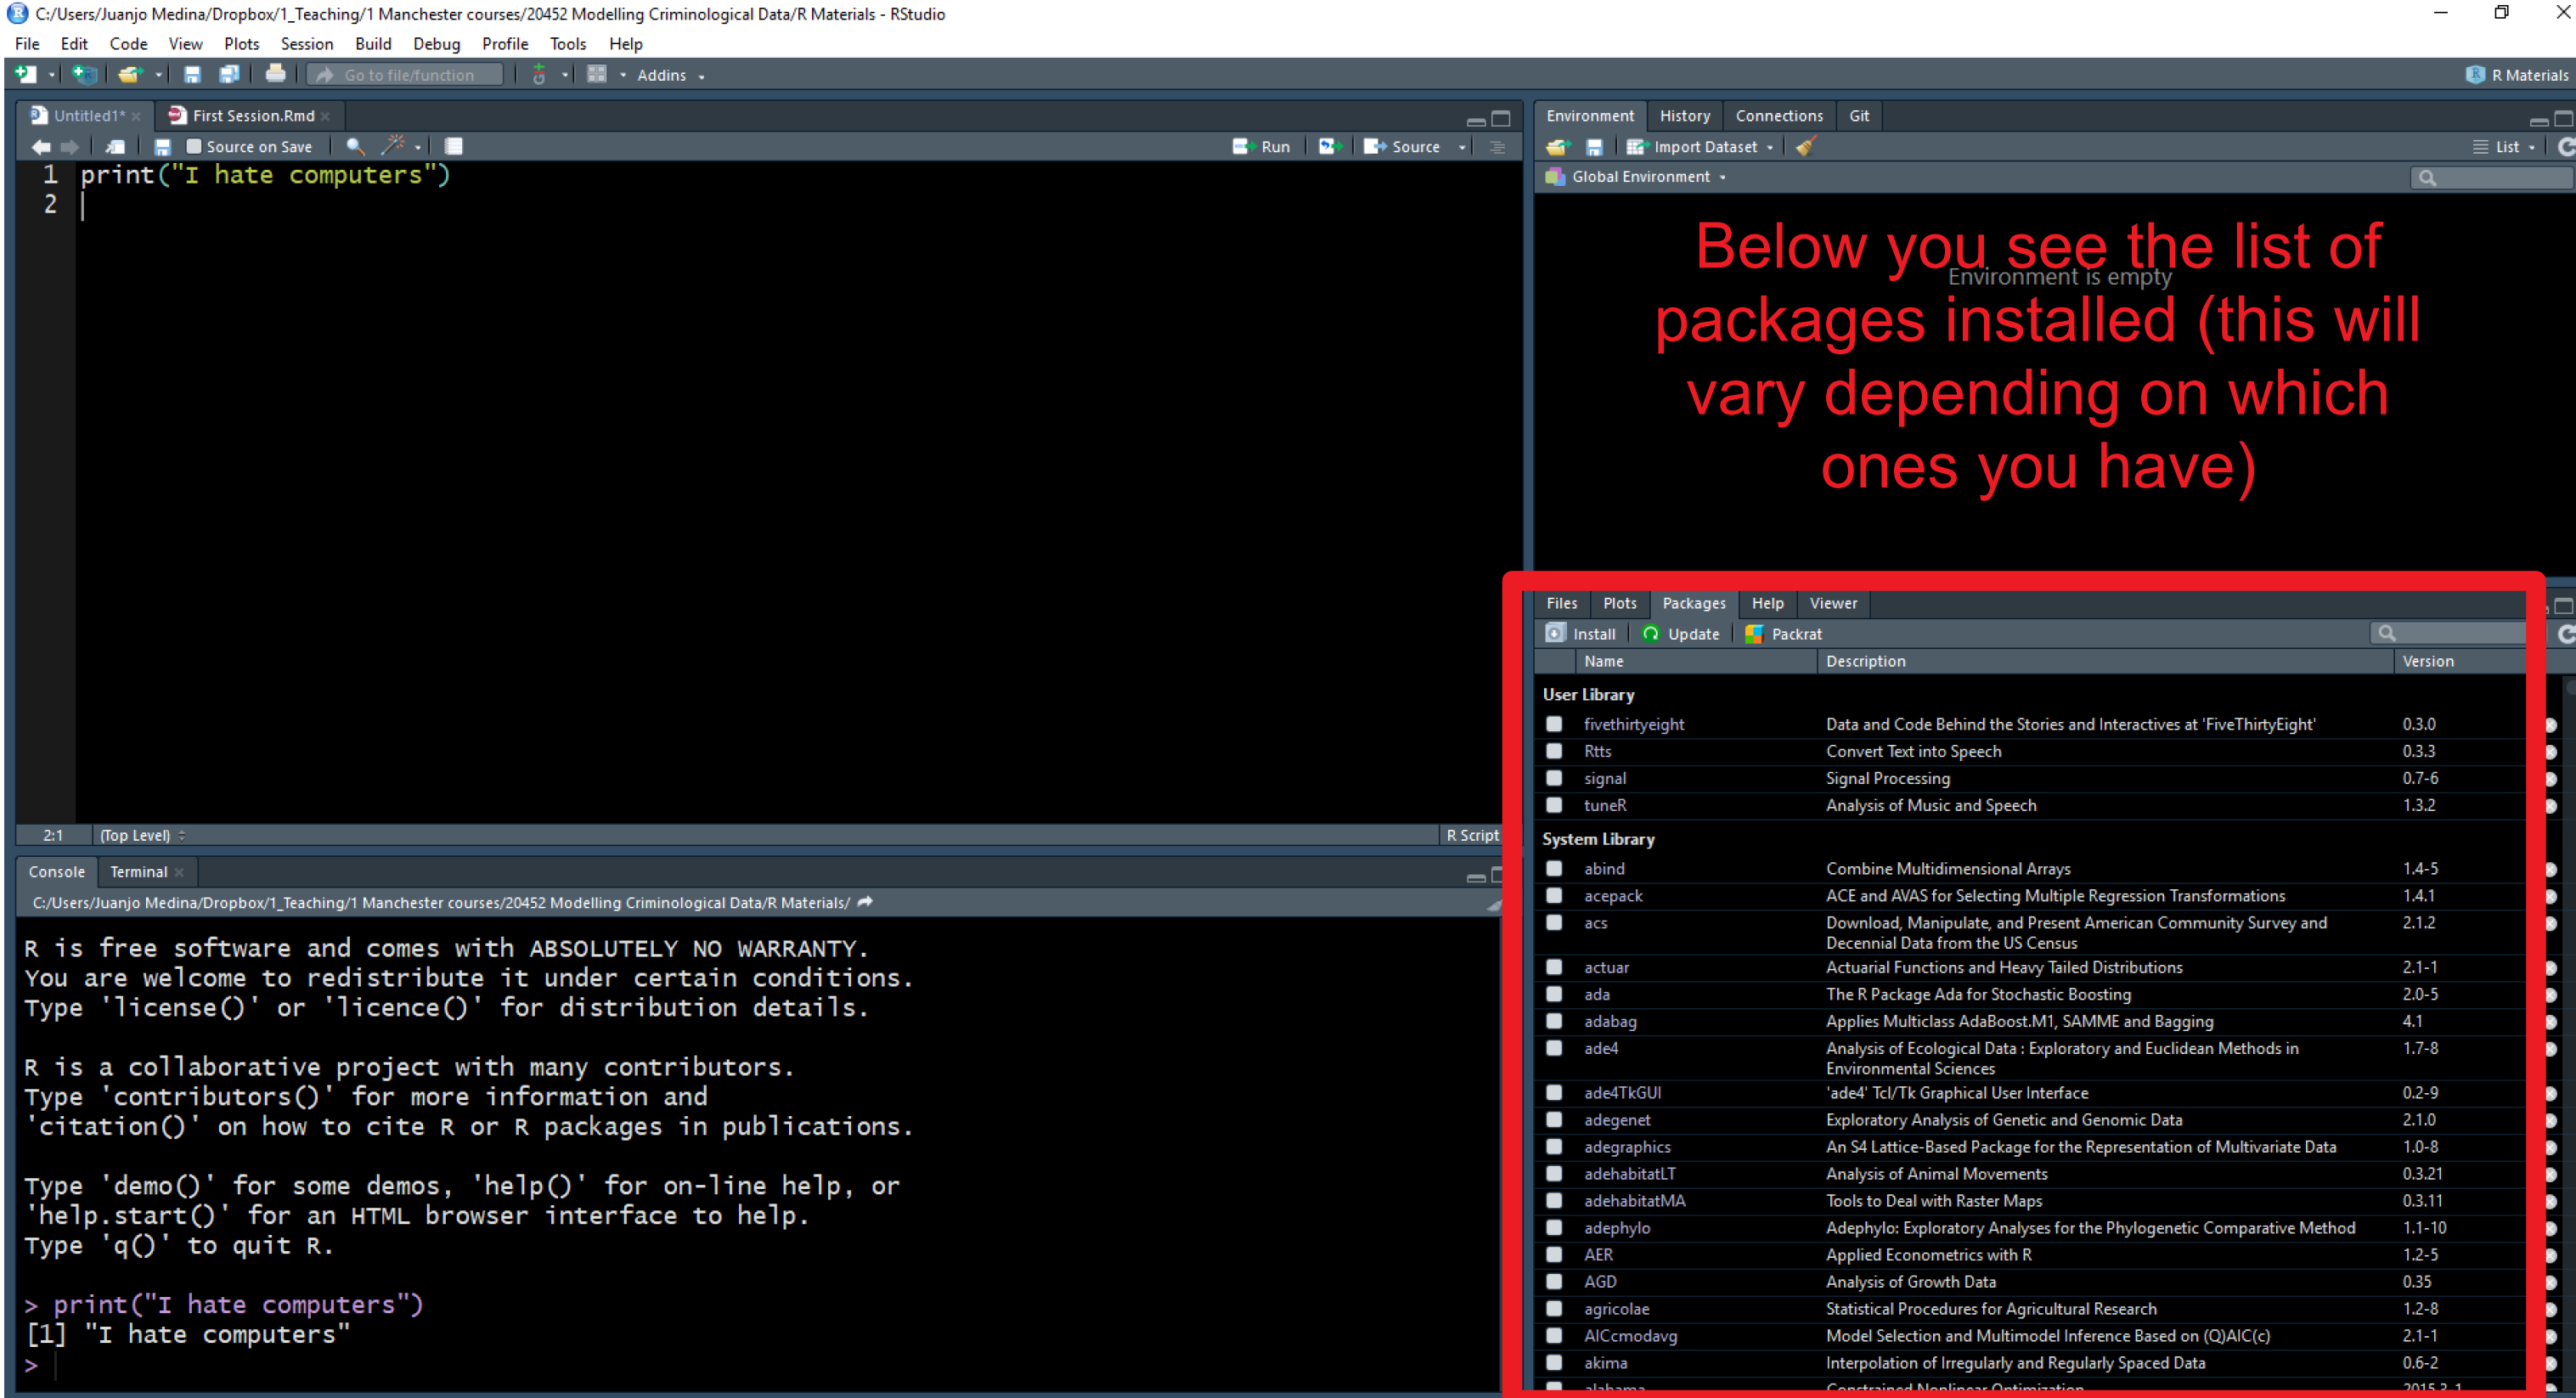 C:/Users/Juanjo Medina/Dropbox/1_Teaching/1 Manchester courses/20452 Modelling Criminological Data/R Materials - RStudio
File Edit Code View Plots Session Build Debug Profile Tools Help
Go to file/function Addins R Materials
Untitled1* First Session.Rmd
Source on Save Run Source
1 print("I hate computers")
2
2:1 (Top Level) R Script
Console Terminal
C:/Users/Juanjo Medina/Dropbox/1_Teaching/1 Manchester courses/20452 Modelling Criminological Data/R Materials/
R is free software and comes with ABSOLUTELY NO WARRANTY.
You are welcome to redistribute it under certain conditions.
Type 'license()' or 'licence()' for distribution details.
R is a collaborative project with many contributors.
Type 'contributors()' for more information and
'citation()' on how to cite R or R packages in publications.
Type 'demo()' for some demos, 'help()' for on-line help, or
'help.start()' for an HTML browser interface to help.
Type 'q()' to quit R.
> print("I hate computers")
[1] "I hate computers"
>
Environment History Connections Git
Import Dataset List
Global Environment
Environment is empty
Below you see the list of
packages installed (this will
vary depending on which
ones you have)
Files Plots Packages Help Viewer
Install Update Packrat
Name Description Version
User Library
fivethirtyeight Data and Code Behind the Stories and Interactives at 'FiveThirtyEight' 0.3.0
Rtts Convert Text into Speech 0.3.3
signal Signal Processing 0.7-6
tuneR Analysis of Music and Speech 1.3.2
System Library
abind Combine Multidimensional Arrays 1.4-5
acepack ACE and AVAS for Selecting Multiple Regression Transformations 1.4.1
acs Download, Manipulate, and Present American Community Survey and 2.1.2
Decennial Data from the US Census
actuar Actuarial Functions and Heavy Tailed Distributions 2.1-1
ada The R Package Ada for Stochastic Boosting 2.0-5
adabag Applies Multiclass AdaBoost.M1, SAMME and Bagging 4.1
ade4 Analysis of Ecological Data : Exploratory and Euclidean Methods in 1.7-8
Environmental Sciences
ade4TkGUI 'ade4' Tcl/Tk Graphical User Interface 0.2-9
adegenet Exploratory Analysis of Genetic and Genomic Data 2.1.0
adegraphics An S4 Lattice-Based Package for the Representation of Multivariate Data 1.0-8
adehabitatLT Analysis of Animal Movements 0.3.21
adehabitatMA Tools to Deal with Raster Maps 0.3.11
adephylo Adephylo: Exploratory Analyses for the Phylogenetic Comparative Method 1.1-10
AER Applied Econometrics with R 1.2-5
AGD Analysis of Growth Data 0.35
agricolae Statistical Procedures for Agricultural Research 1.2-8
AICcmodavg Model Selection and Multimodel Inference Based on (Q)AIC(c) 2.1-1
akima Interpolation of Irregularly and Regularly Spaced Data 0.6-2
alabama Constrained Nonlinear Optimization